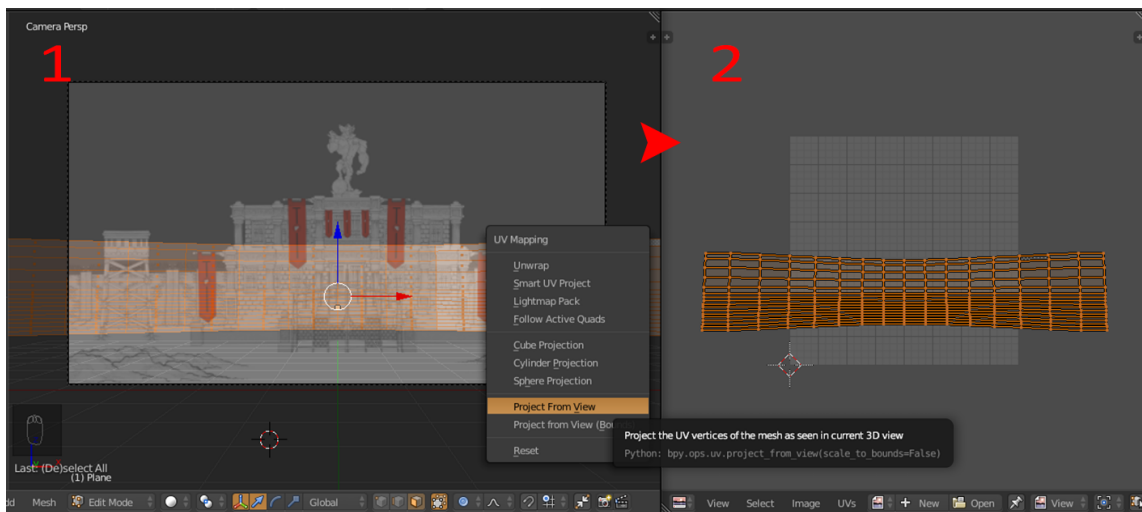 Camera Persp
1
2
UV Mapping
Unwrap
Smart UV Project
Lightmap Pack
Follow Active Quads
Cube Projection
Cylinder Projection
Sphere Projection
Project From View
Project from View (Bou
Reset
Project the UV vertices of the mesh as seen in current 3D view
Python: bpy.ops.uv.project_from_view(scale_to_bounds=False)
Last: (De)select All
(1) Plane
dd Mesh Edit Mode Global
View Select Image UVs New Open View